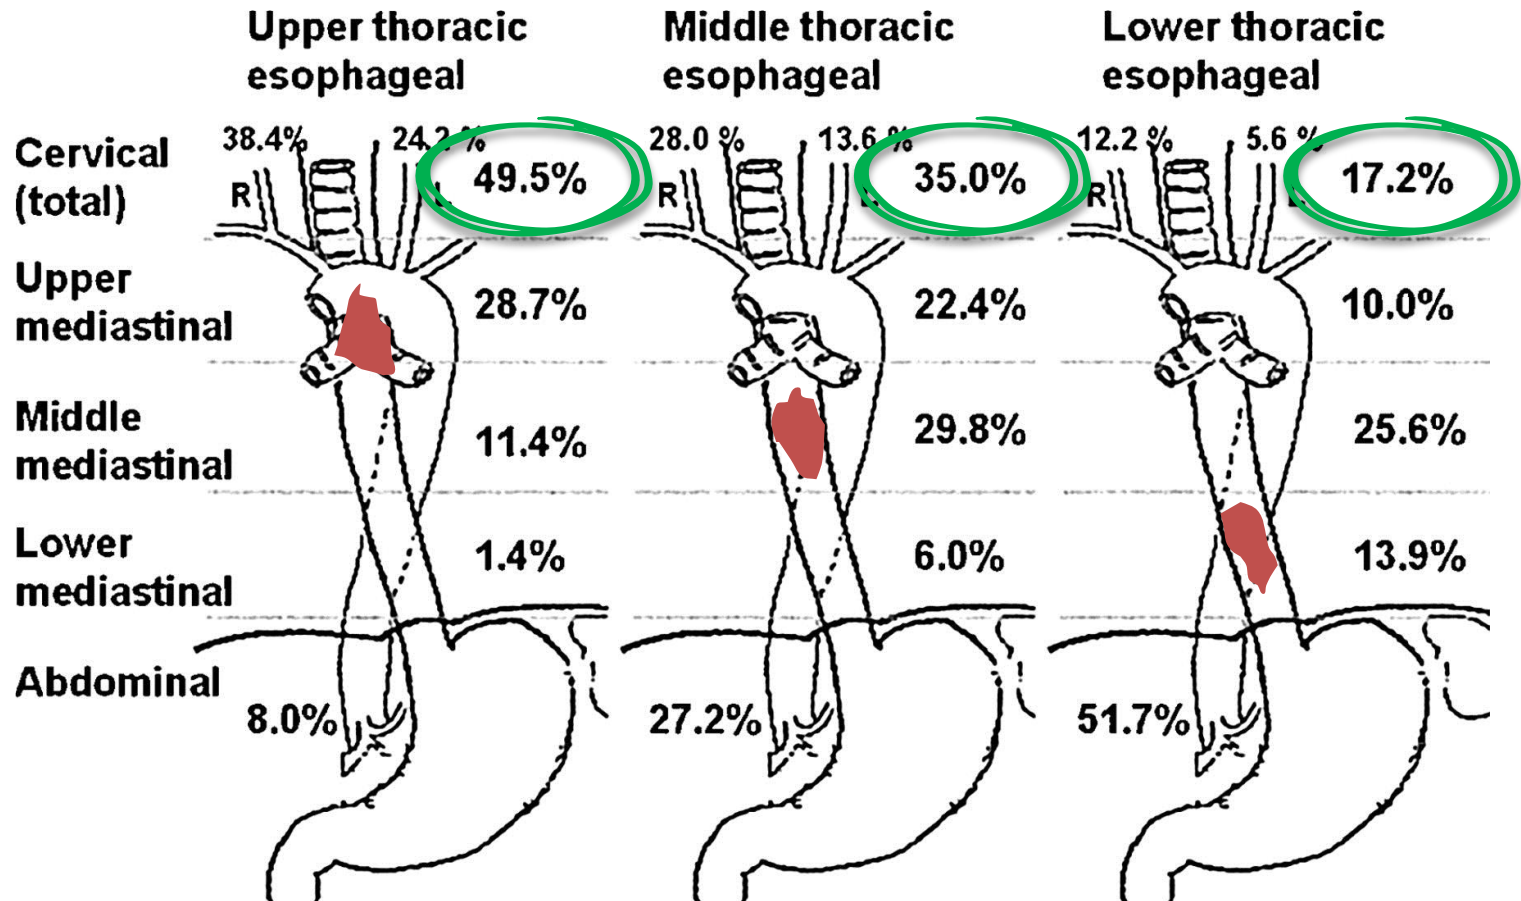 Upper thoracic
esophageal
Middle thoracic
esophageal
Lower thoracic
esophageal
Cervical
(total)
38.4%
24.2 %
R
L
49.5%
28.0 %
13.6 %
R
35.0%
12.2 %
5.6 %
R
17.2%
Upper
mediastinal
28.7%
22.4%
10.0%
Middle
mediastinal
11.4%
29.8%
25.6%
Lower
mediastinal
1.4%
6.0%
13.9%
Abdominal
8.0%
27.2%
51.7%